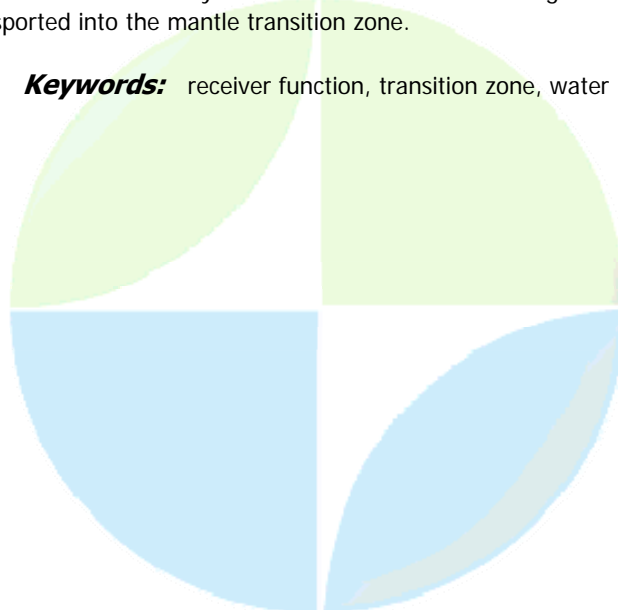 sported into the mantle transition zone.
Keywords: receiver function, transition zone, water